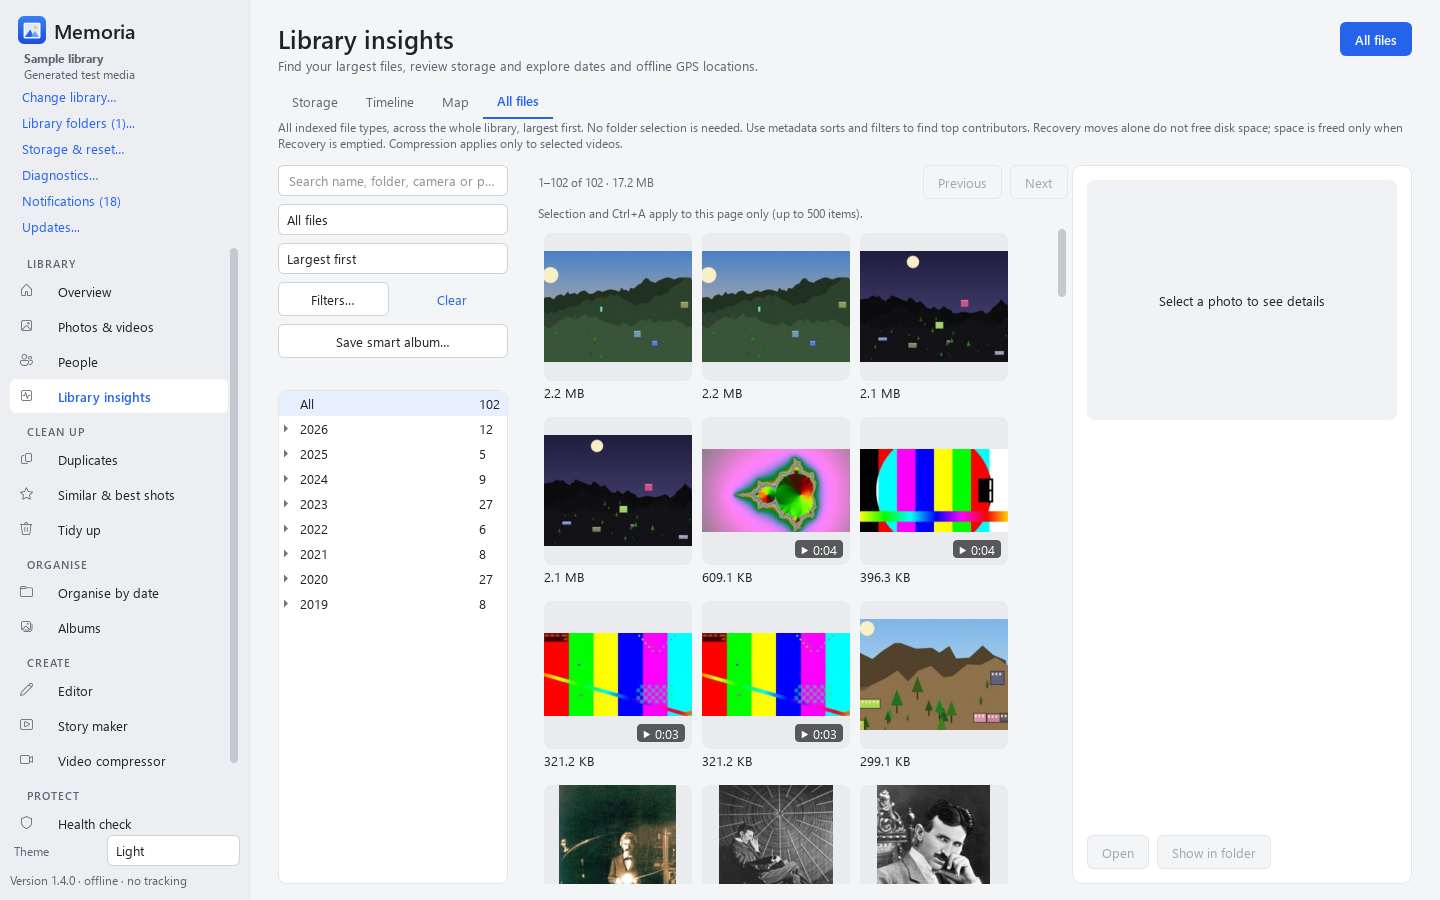 Memoria
Sample library
Generated test media
Change library...
Library folders (1)...
Storage & reset...
Diagnostics...
Notifications (18)
Updates...
LIBRARY
Overview
Photos & videos
People
Library insights
CLEAN UP
Duplicates
Similar & best shots
Tidy up
ORGANISE
Organise by date
Albums
CREATE
Editor
Story maker
Video compressor
PROTECT
Health check
Theme
Light
Version 1.4.0 · offline · no tracking
Library insights
Find your largest files, review storage and explore dates and offline GPS locations.
All files
Storage
Timeline
Map
All files
All indexed file types, across the whole library, largest first. No folder selection is needed. Use metadata sorts and filters to find top contributors. Recovery moves alone do not free disk space; space is freed only when
Recovery is emptied. Compression applies only to selected videos.
Search name, folder, camera or p...
All files
Largest first
Filters...
Clear
Save smart album...
All 102
2026 12
2025 5
2024 9
2023 27
2022 6
2021 8
2020 27
2019 8
1–102 of 102 · 17.2 MB
Previous
Next
Selection and Ctrl+A apply to this page only (up to 500 items).
2.2 MB
2.2 MB
2.1 MB
0:04
0:04
2.1 MB
609.1 KB
396.3 KB
0:03
0:03
321.2 KB
321.2 KB
299.1 KB
Select a photo to see details
Open
Show in folder